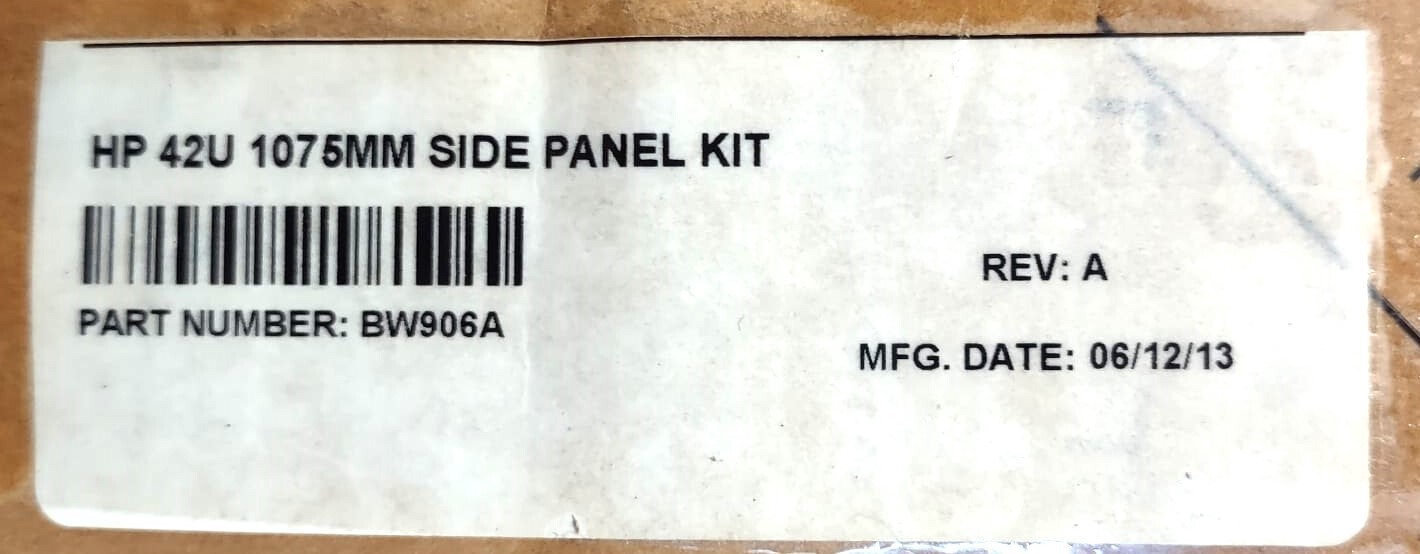 HP 42U 1075MM SIDE PANEL KIT
PART NUMBER: BW906A
REV: A
MFG. DATE: 06/12/13